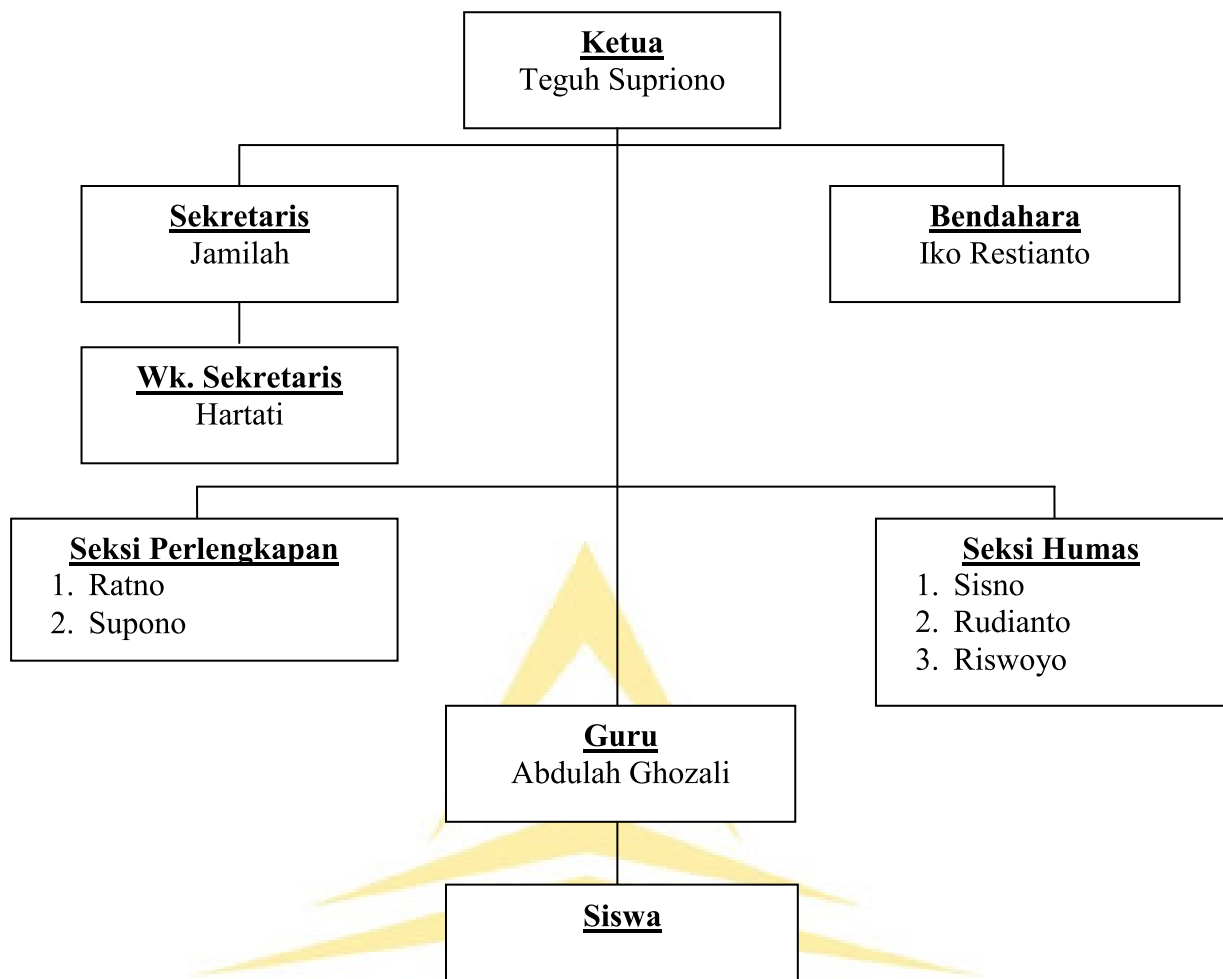 Ketua
Teguh Supriono
Sekretaris
Jamilah
Bendahara
Iko Restianto
Wk. Sekretaris
Hartati
Seksi Perlengkapan
1. Ratno
2. Supono
Seksi Humas
1. Sisno
2. Rudianto
3. Riswoyo
Guru
Abdulah Ghozali
Siswa